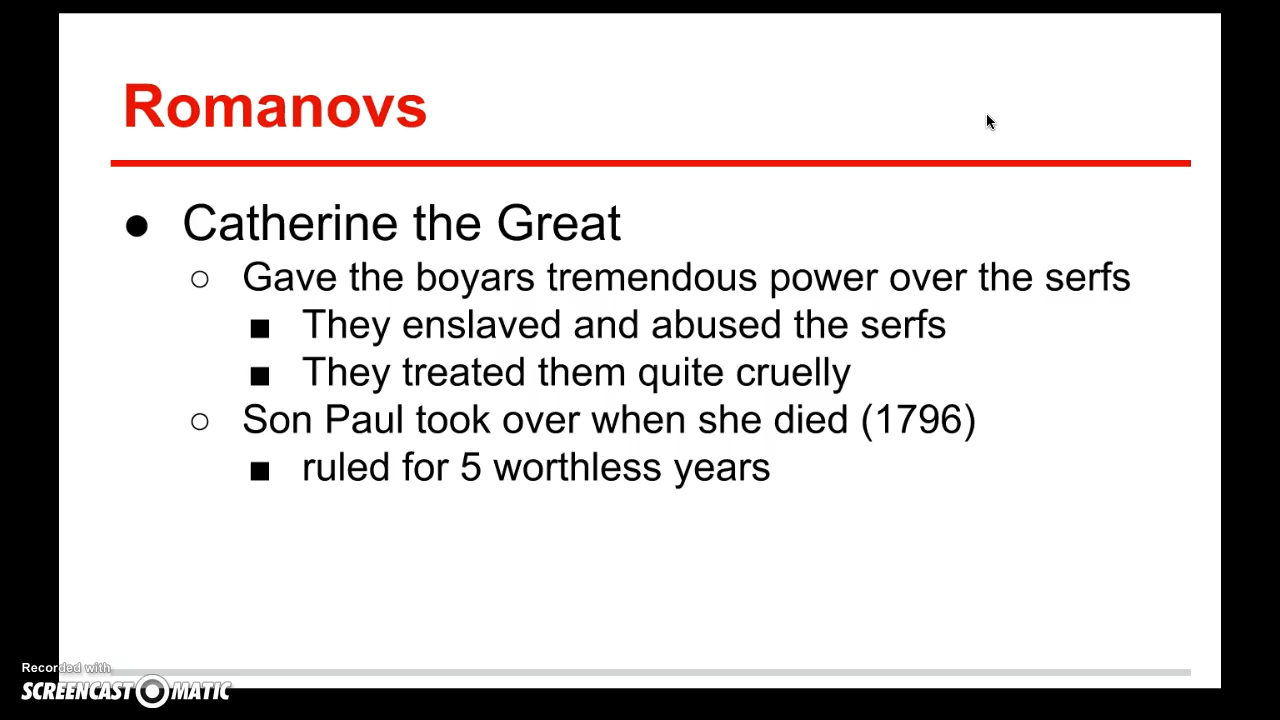 Romanovs
● Catherine the Great
○ Gave the boyars tremendous power over the serfs
■ They enslaved and abused the serfs
■ They treated them quite cruelly
○ Son Paul took over when she died (1796)
■ ruled for 5 worthless years
Recorded with
SCREENCAST O MATIC